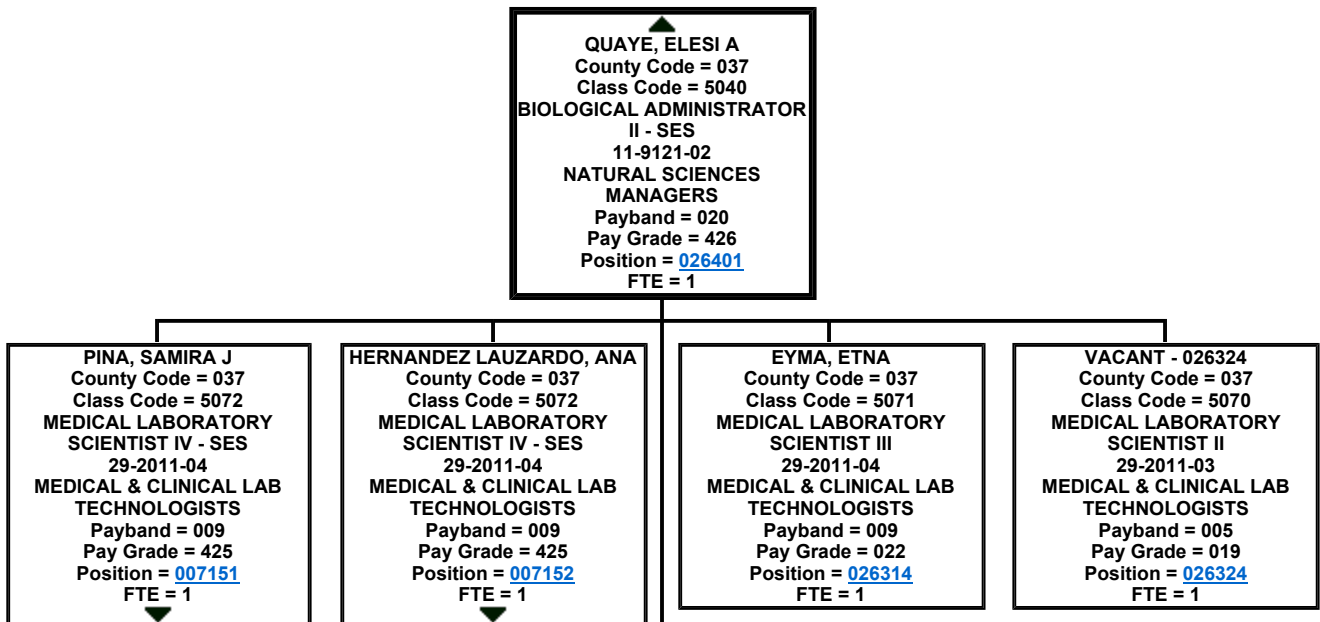 QUAYE, ELESI A
County Code = 037
Class Code = 5040
BIOLOGICAL ADMINISTRATOR
II - SES
11-9121-02
NATURAL SCIENCES
MANAGERS
Payband = 020
Pay Grade = 426
Position = 026401
FTE = 1
PINA, SAMIRA J
County Code = 037
Class Code = 5072
MEDICAL LABORATORY
SCIENTIST IV - SES
29-2011-04
MEDICAL & CLINICAL LAB
TECHNOLOGISTS
Payband = 009
Pay Grade = 425
Position = 007151
FTE = 1
HERNANDEZ LAUZARDO, ANA
County Code = 037
Class Code = 5072
MEDICAL LABORATORY
SCIENTIST IV - SES
29-2011-04
MEDICAL & CLINICAL LAB
TECHNOLOGISTS
Payband = 009
Pay Grade = 425
Position = 007152
FTE = 1
EYMA, ETNA
County Code = 037
Class Code = 5071
MEDICAL LABORATORY
SCIENTIST III
29-2011-04
MEDICAL & CLINICAL LAB
TECHNOLOGISTS
Payband = 009
Pay Grade = 022
Position = 026314
FTE = 1
VACANT - 026324
County Code = 037
Class Code = 5070
MEDICAL LABORATORY
SCIENTIST II
29-2011-03
MEDICAL & CLINICAL LAB
TECHNOLOGISTS
Payband = 005
Pay Grade = 019
Position = 026324
FTE = 1